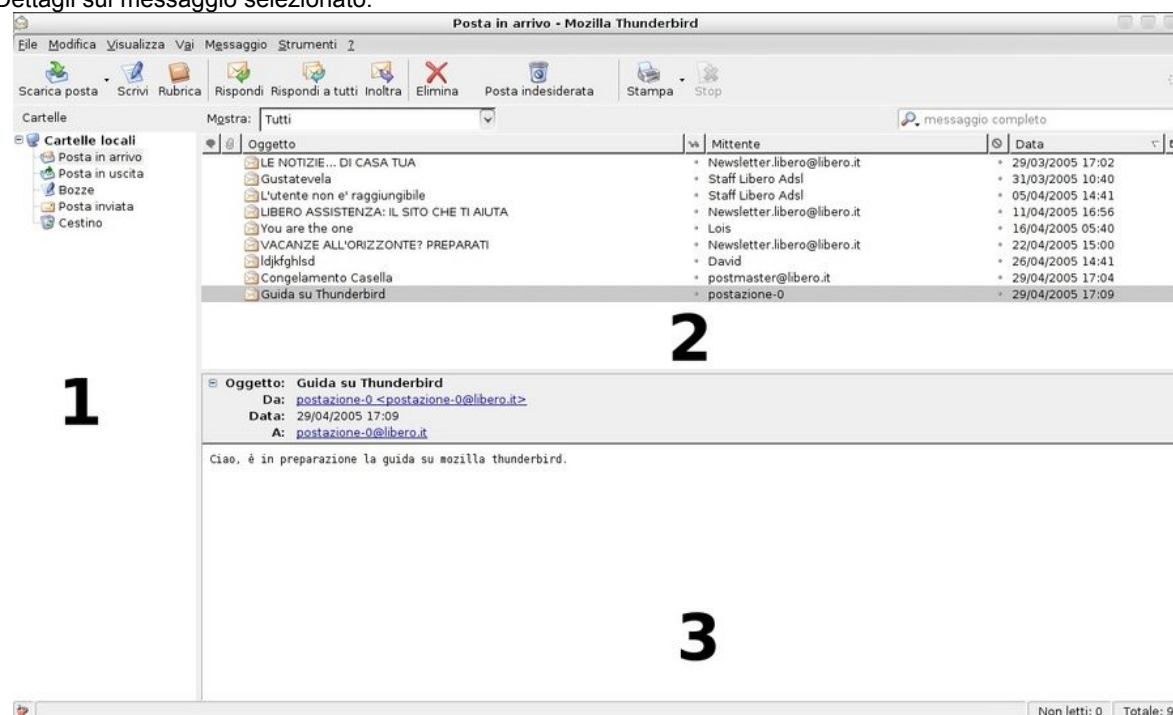 Dettagli sul messaggio selezionato.
Posta in arrivo - Mozilla Thunderbird
File Modifica Visualizza Vai Messaggio Strumenti ?
Scarica posta Scrivi Rubrica Rispondi Rispondi a tutti Inoltra Elimina Posta indesiderata Stampa Stop
Cartelle Mostra: Tutti messaggio completo
Cartelle locali
Posta in arrivo
Posta in uscita
Bozze
Posta inviata
Cestino
Oggetto Mittente Data
LE NOTIZIE... DI CASA TUA Newsletter.libero@libero.it 29/03/2005 17:02
Gustatevela Staff Libero Adsl 31/03/2005 10:40
L'utente non e' raggiungibile Staff Libero Adsl 05/04/2005 14:41
LIBERO ASSISTENZA: IL SITO CHE TI AIUTA Newsletter.libero@libero.it 11/04/2005 16:56
You are the one Lois 16/04/2005 05:40
VACANZE ALL'ORIZZONTE? PREPARATI Newsletter.libero@libero.it 22/04/2005 15:00
ldjkfghlsd David 26/04/2005 14:41
Congelamento Casella postmaster@libero.it 29/04/2005 17:04
Guida su Thunderbird postazione-0 29/04/2005 17:09
1
2
Oggetto: Guida su Thunderbird
Da: postazione-0 <postazione-0@libero.it>
Data: 29/04/2005 17:09
A: postazione-0@libero.it
Ciao, è in preparazione la guida su mozilla thunderbird.
3
Non letti: 0 Totale: 9